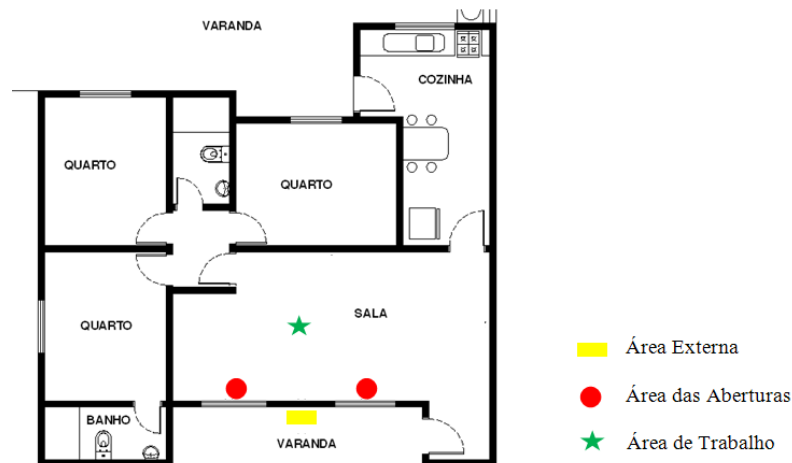 VARANDA
COZINHA
QUARTO
QUARTO
SALA
QUARTO
BANHO
VARANDA
Área Externa
Área das Aberturas
Área de Trabalho